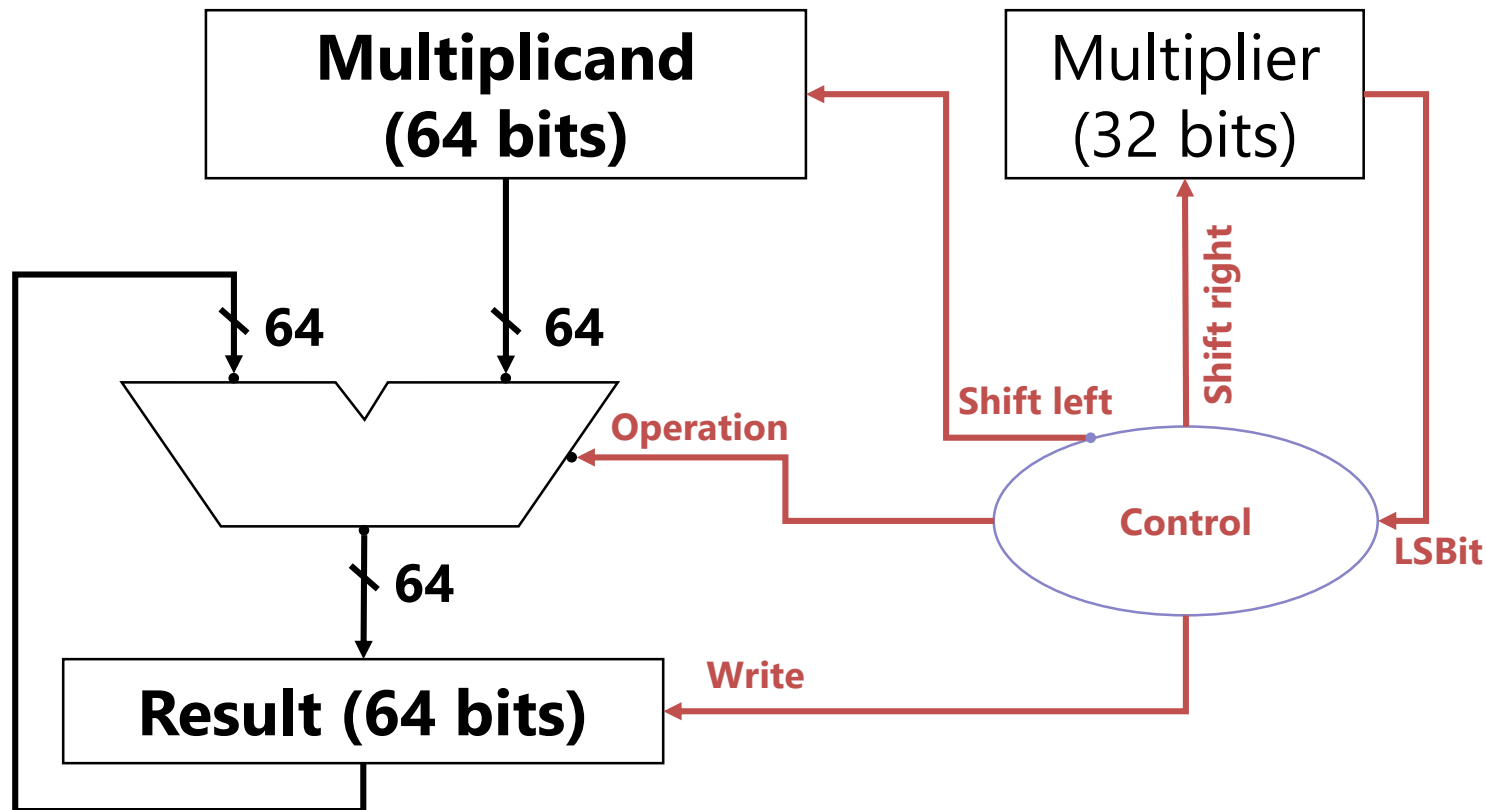 Multiplicand
(64 bits)
Multiplier
(32 bits)
64
64
Shift right
Shift left
Operation
Control
LSBit
64
Write
Result (64 bits)